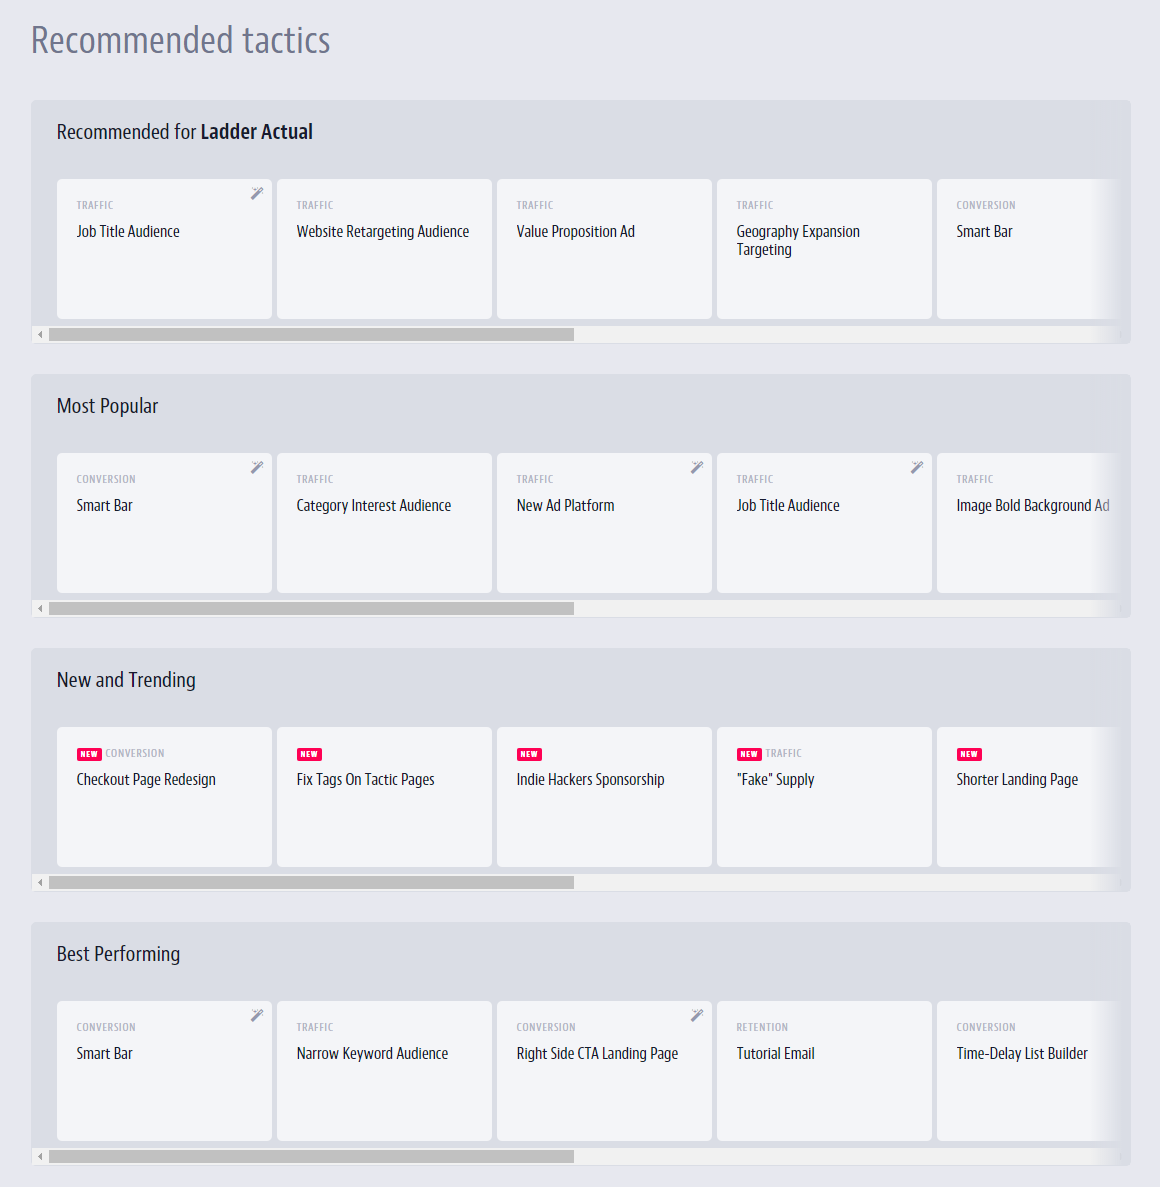 Recommended tactics
Recommended for Ladder Actual
TRAFFIC
Job Title Audience
TRAFFIC
Website Retargeting Audience
TRAFFIC
Value Proposition Ad
TRAFFIC
Geography Expansion
Targeting
CONVERSION
Smart Bar
Most Popular
CONVERSION
Smart Bar
TRAFFIC
Category Interest Audience
TRAFFIC
New Ad Platform
TRAFFIC
Job Title Audience
TRAFFIC
Image Bold Background Ad
New and Trending
NEW CONVERSION
Checkout Page Redesign
NEW
Fix Tags On Tactic Pages
NEW
Indie Hackers Sponsorship
NEW TRAFFIC
"Fake" Supply
NEW
Shorter Landing Page
Best Performing
CONVERSION
Smart Bar
TRAFFIC
Narrow Keyword Audience
CONVERSION
Right Side CTA Landing Page
RETENTION
Tutorial Email
CONVERSION
Time-Delay List Builder